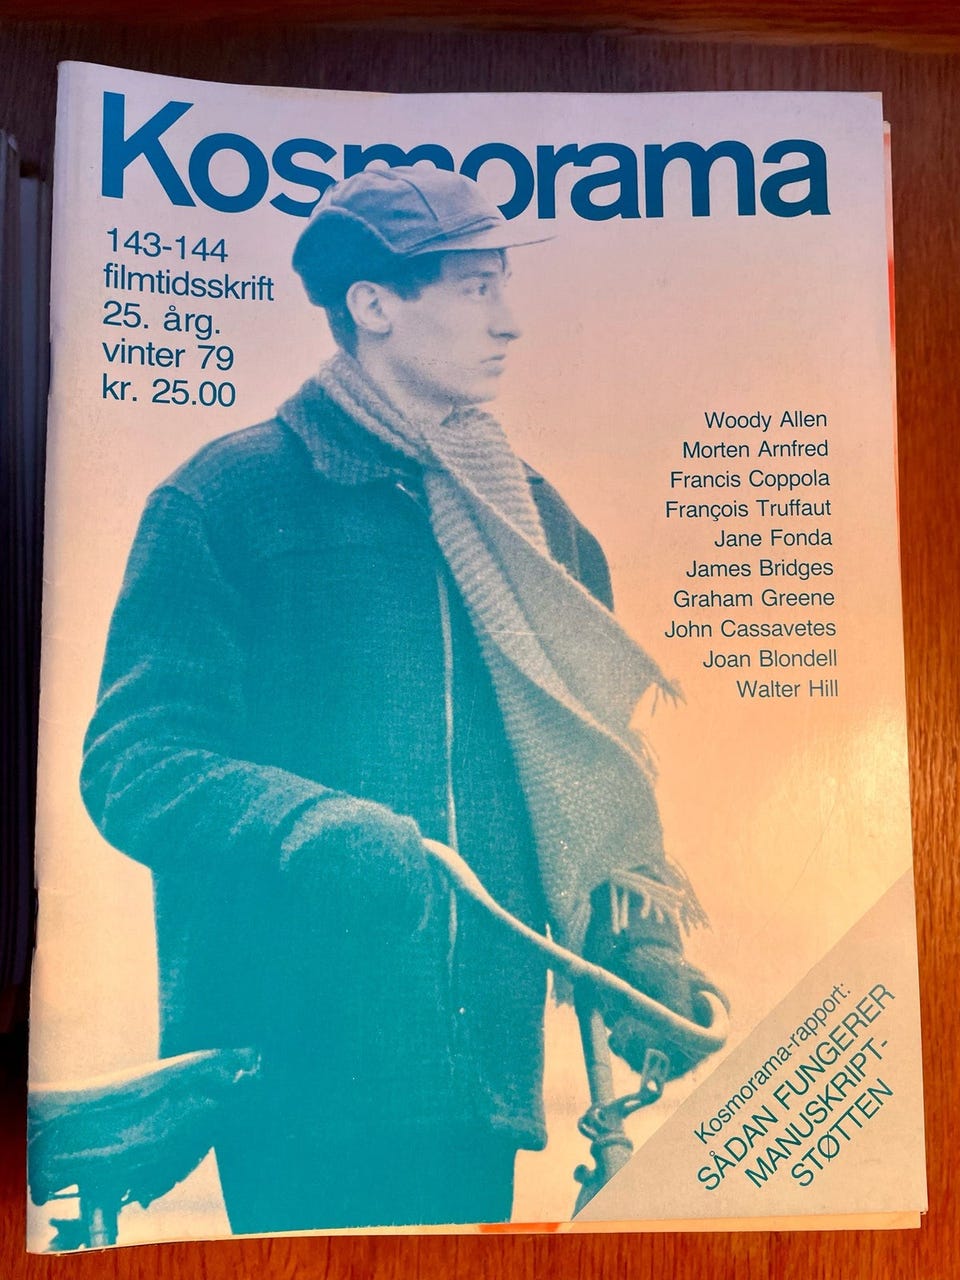 Kosmorama
143-144
filmtidsskrift
25. årg.
vinter 79
kr. 25.00
Woody Allen
Morten Arnfred
Francis Coppola
François Truffaut
Jane Fonda
James Bridges
Graham Greene
John Cassavetes
Joan Blondell
Walter Hill
Kosmorama-rapport:
SÅDAN FUNGERER
MANUSKRIPT-
STØTTEN